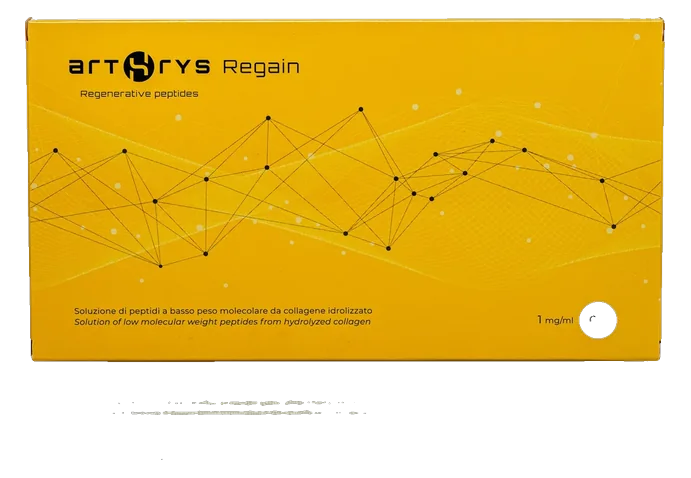 artHrys Regain
Regenerative peptides
Soluzione di peptidi a basso peso molecolare da collagene idrolizzato
Solution of low molecular weight peptides from hydrolyzed collagen
1 mg/ml